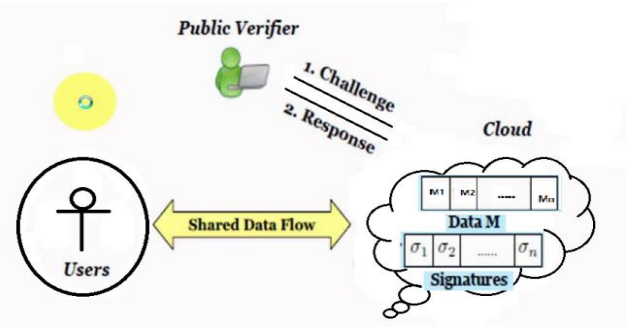 Public Verifier
1. Challenge
2. Response
Cloud
M1 M2 ..... Mn
Data M
Shared Data Flow
σ1 σ2 ...... σn
Users
Signatures